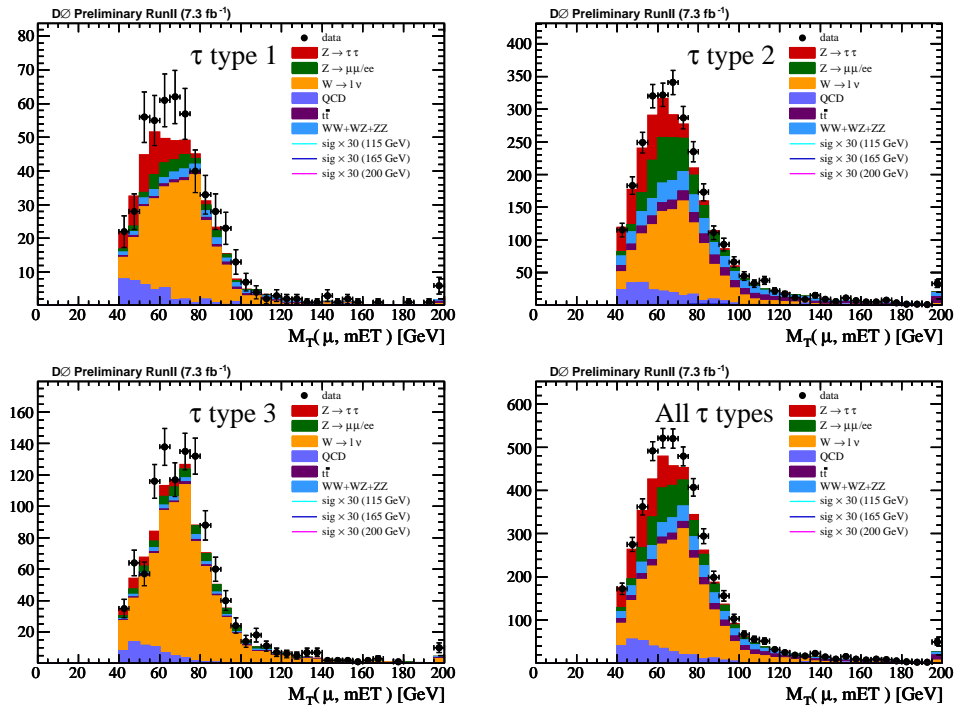 DØ Preliminary RunII (7.3 fb⁻¹)
80
70
60
50
40
30
20
10
0 20 40 60 80 100 120 140 160 180 200
M_T(μ, mET) [GeV]
τ type 1
data
Z → τ τ
Z → μμ/ee
W → l ν
QCD
tt̄
WW+WZ+ZZ
sig × 30 (115 GeV)
sig × 30 (165 GeV)
sig × 30 (200 GeV)
DØ Preliminary RunII (7.3 fb⁻¹)
400
350
300
250
200
150
100
50
0 20 40 60 80 100 120 140 160 180 200
M_T(μ, mET) [GeV]
τ type 2
data
Z → τ τ
Z → μμ/ee
W → l ν
QCD
tt̄
WW+WZ+ZZ
sig × 30 (115 GeV)
sig × 30 (165 GeV)
sig × 30 (200 GeV)
DØ Preliminary RunII (7.3 fb⁻¹)
160
140
120
100
80
60
40
20
0 20 40 60 80 100 120 140 160 180 200
M_T(μ, mET) [GeV]
τ type 3
data
Z → τ τ
Z → μμ/ee
W → l ν
QCD
tt̄
WW+WZ+ZZ
sig × 30 (115 GeV)
sig × 30 (165 GeV)
sig × 30 (200 GeV)
DØ Preliminary RunII (7.3 fb⁻¹)
600
500
400
300
200
100
0 20 40 60 80 100 120 140 160 180 200
M_T(μ, mET) [GeV]
All τ types
data
Z → τ τ
Z → μμ/ee
W → l ν
QCD
tt̄
WW+WZ+ZZ
sig × 30 (115 GeV)
sig × 30 (165 GeV)
sig × 30 (200 GeV)